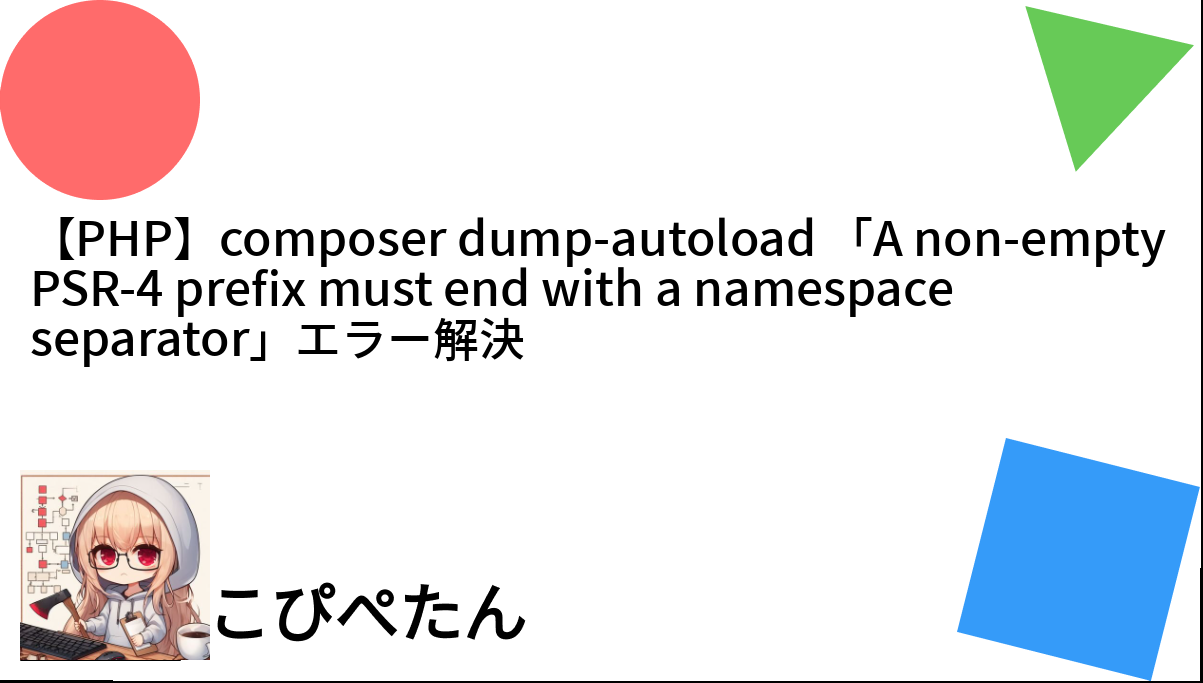 【PHP】composer dump-autoload 「A non-empty
PSR-4 prefix must end with a namespace
separator」エラー解決
こぴぺたん